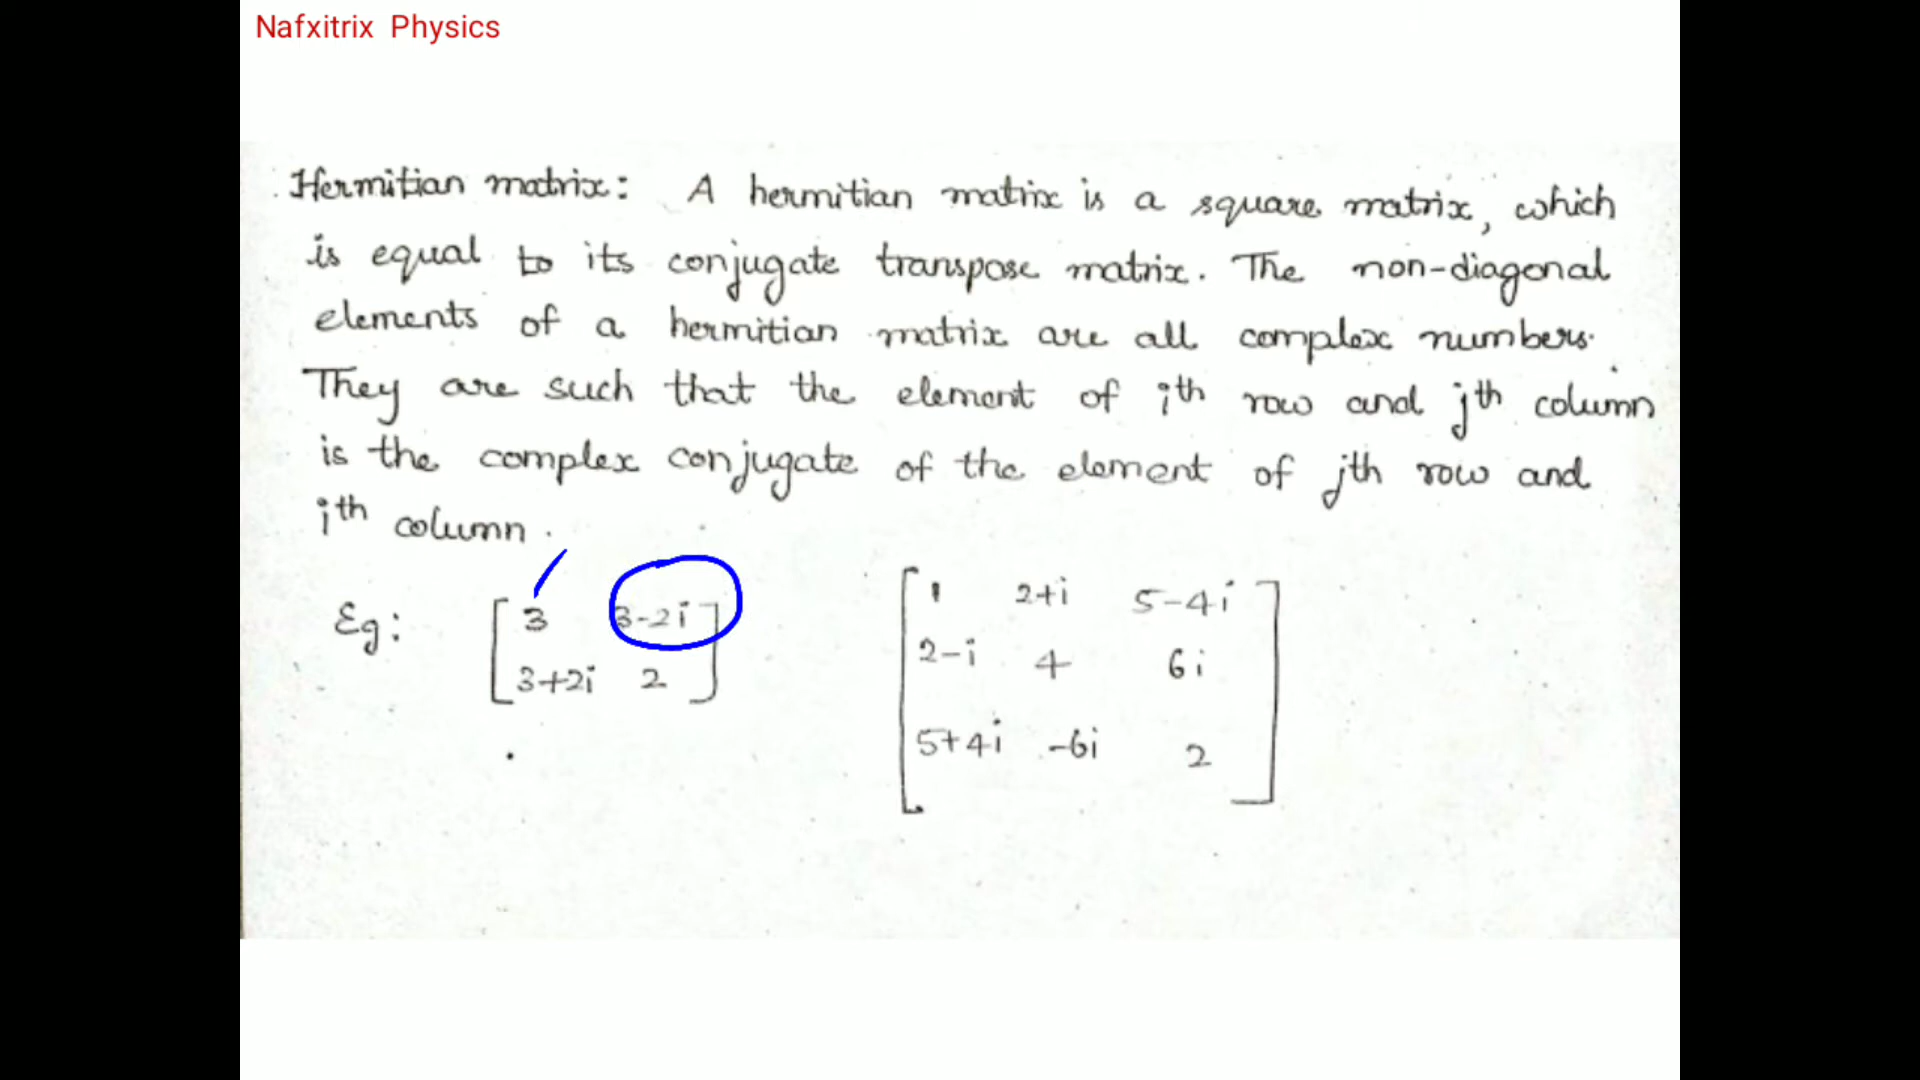 Nafxitrix Physics
Hermitian matrix: A hermitian matrix is a square matrix, which
is equal to its conjugate transpose matrix. The non-diagonal
elements of a hermitian matrix are all complex numbers.
They are such that the element of ith row and jth column
is the complex conjugate of the element of jth row and
ith column.
Eg: [3 3-2i
3+2i 2]
[1 2+i 5-4i
2-i 4 6i
5+4i -6i 2]